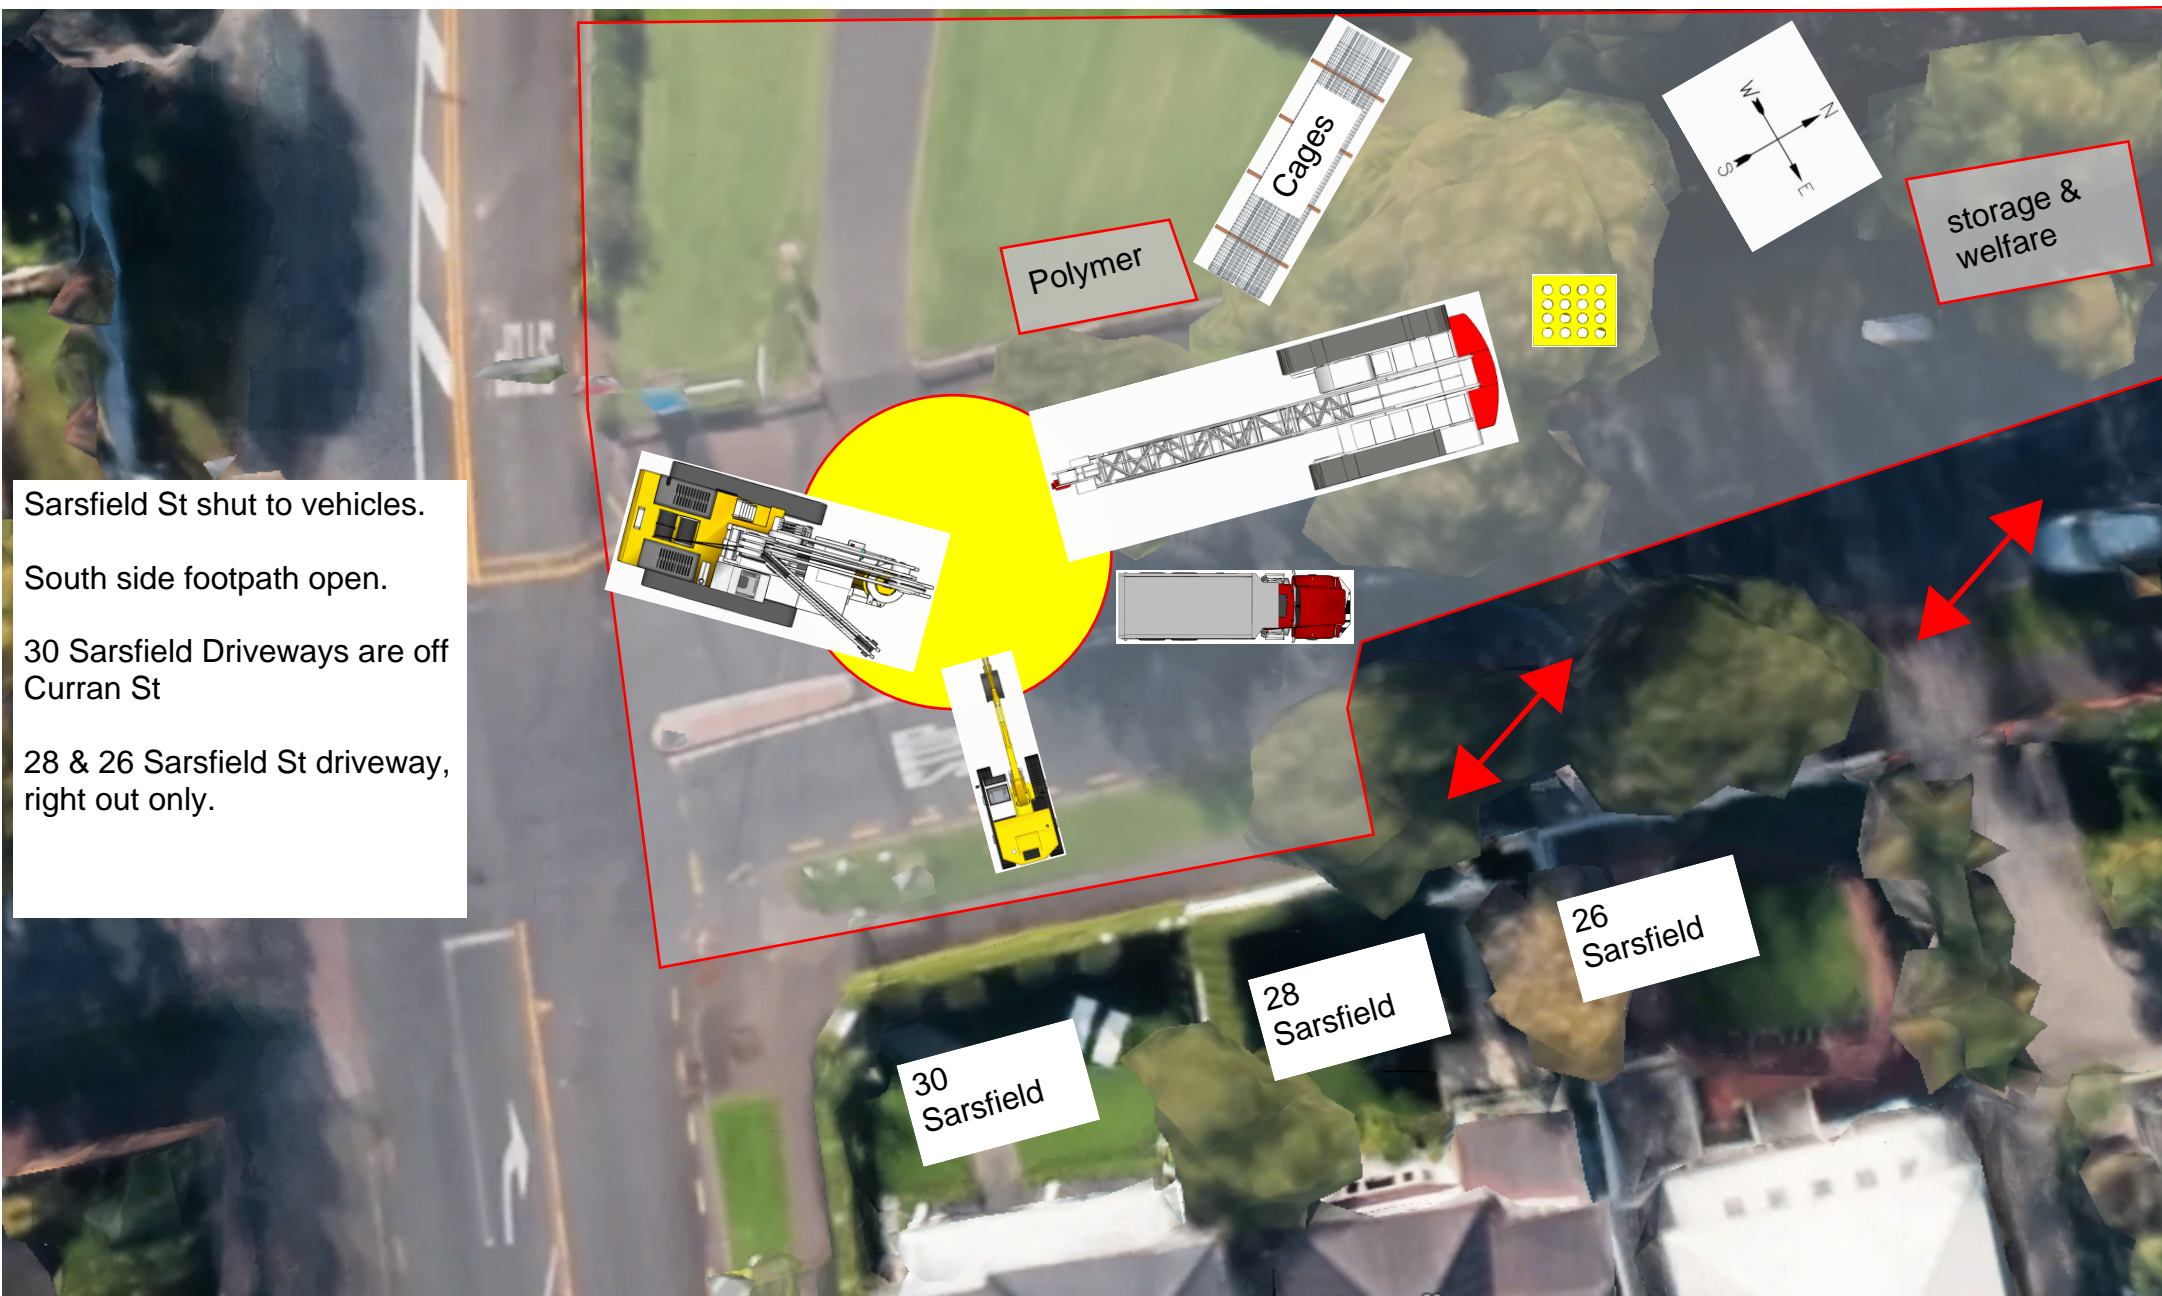 Cages
W
N
S
E
storage &
welfare
Polymer
Sarsfield St shut to vehicles.
South side footpath open.
30 Sarsfield Driveways are off
Curran St
28 & 26 Sarsfield St driveway,
right out only.
26
Sarsfield
28
Sarsfield
30
Sarsfield